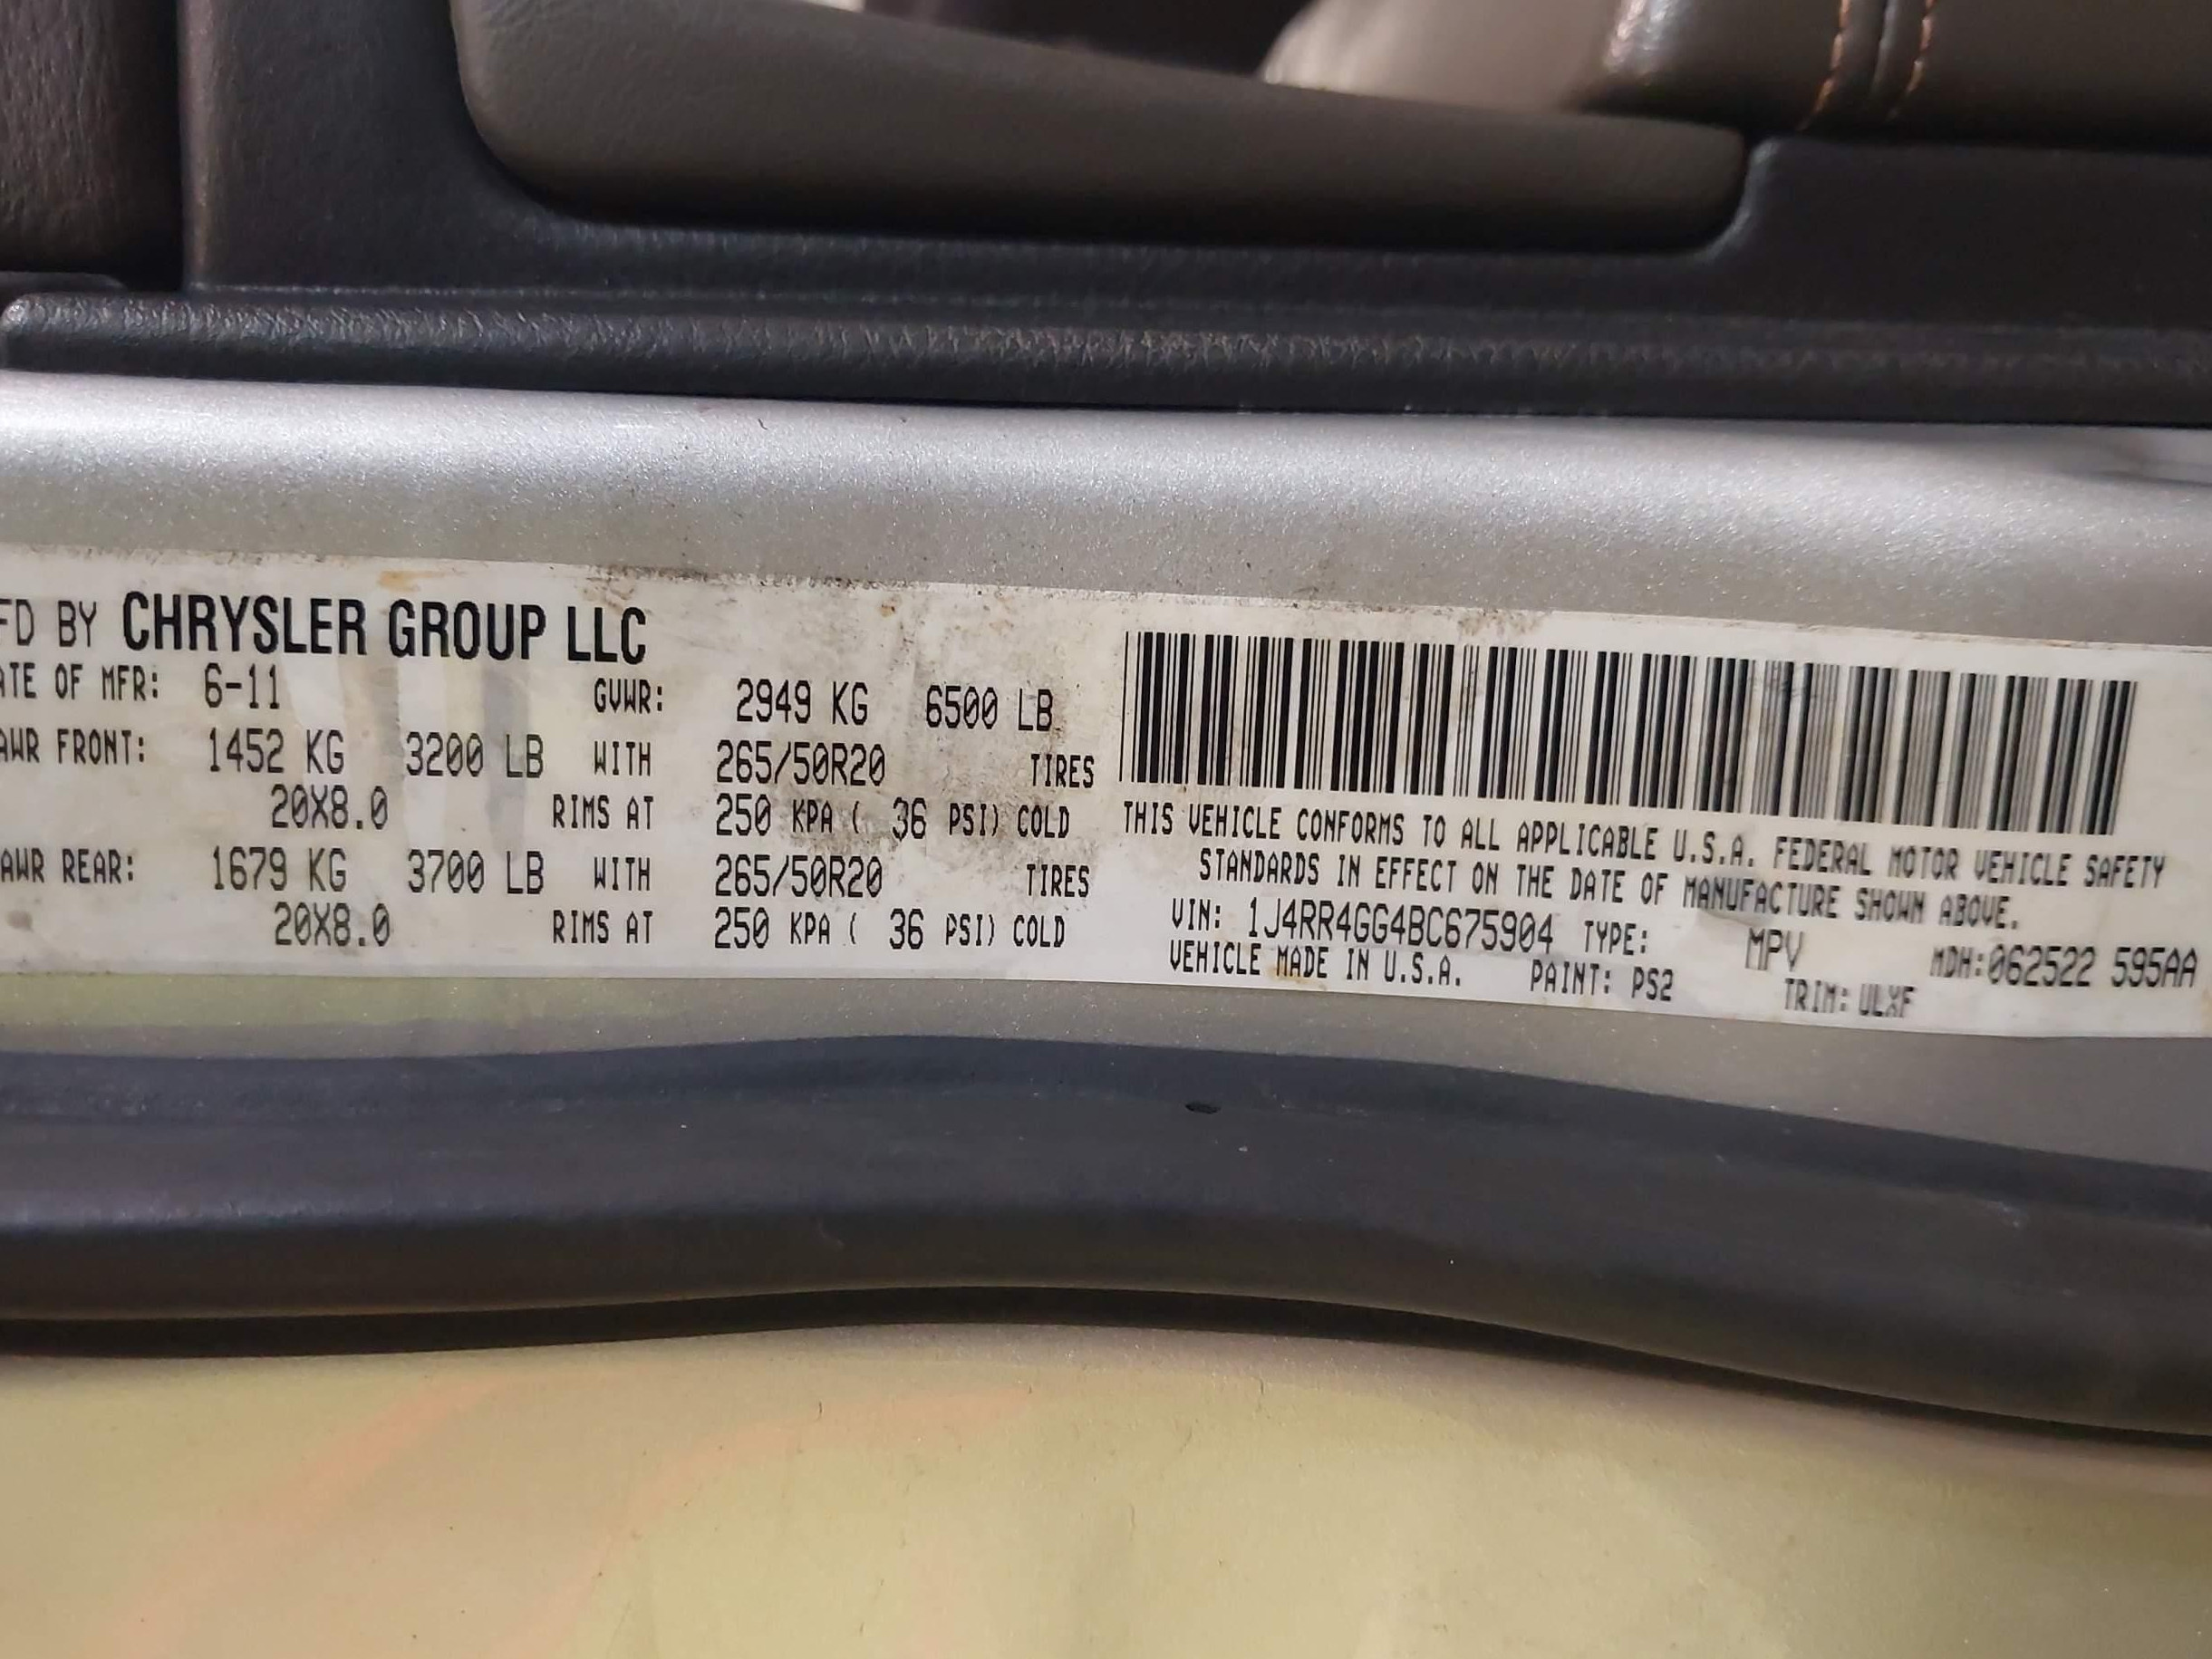 FD BY CHRYSLER GROUP LLC
ATE OF MFR: 6-11 GVWR: 2949 KG 6500 LB
AWR FRONT: 1452 KG 3200 LB WITH 265/50R20 TIRES
20X8.0 RIMS AT 250 KPA ( 36 PSI) COLD
AWR REAR: 1679 KG 3700 LB WITH 265/50R20 TIRES
20X8.0 RIMS AT 250 KPA ( 36 PSI) COLD
THIS VEHICLE CONFORMS TO ALL APPLICABLE U.S.A. FEDERAL MOTOR VEHICLE SAFETY
STANDARDS IN EFFECT ON THE DATE OF MANUFACTURE SHOWN ABOVE.
VIN: 1J4RR4GG4BC675904 TYPE: MPV MDH:062522 595AA
VEHICLE MADE IN U.S.A. PAINT: PS2 TRIM: ULXF